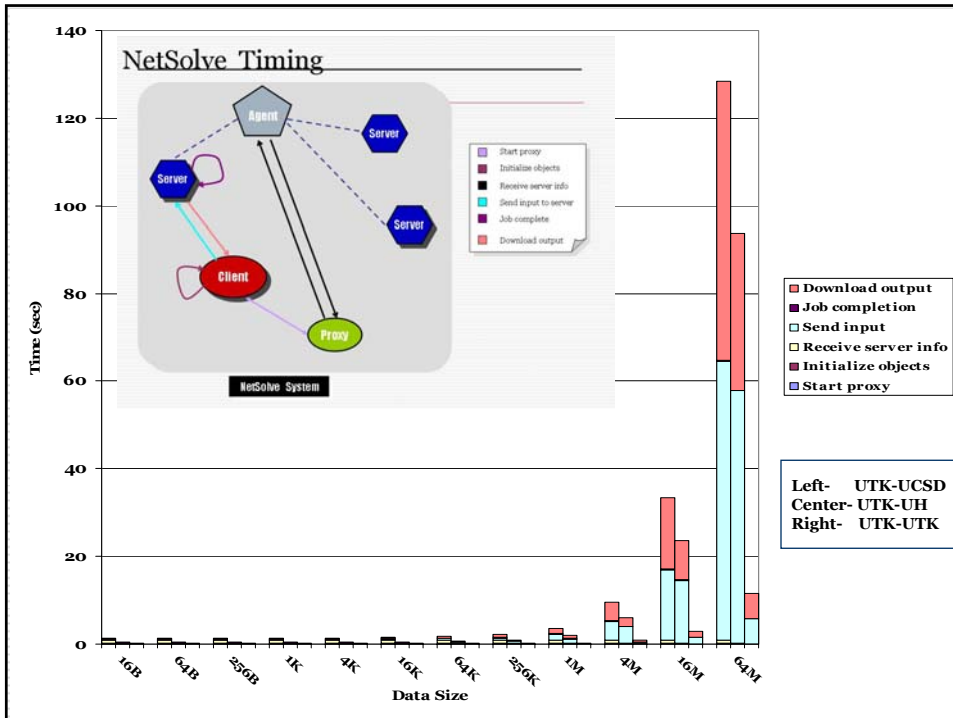 NetSolve Timing
Agent
Server
Server
Server
Client
Proxy
NetSolve System
Start proxy
Initialize objects
Receive server info
Send input to server
Job complete
Download output
Time (sec)
140
120
100
80
60
40
20
0
16B
64B
256B
1K
4K
16K
64K
256K
1M
4M
16M
64M
Data Size
Download output
Job completion
Send input
Receive server info
Initialize objects
Start proxy
Left- UTK-UCSD
Center- UTK-UH
Right- UTK-UTK